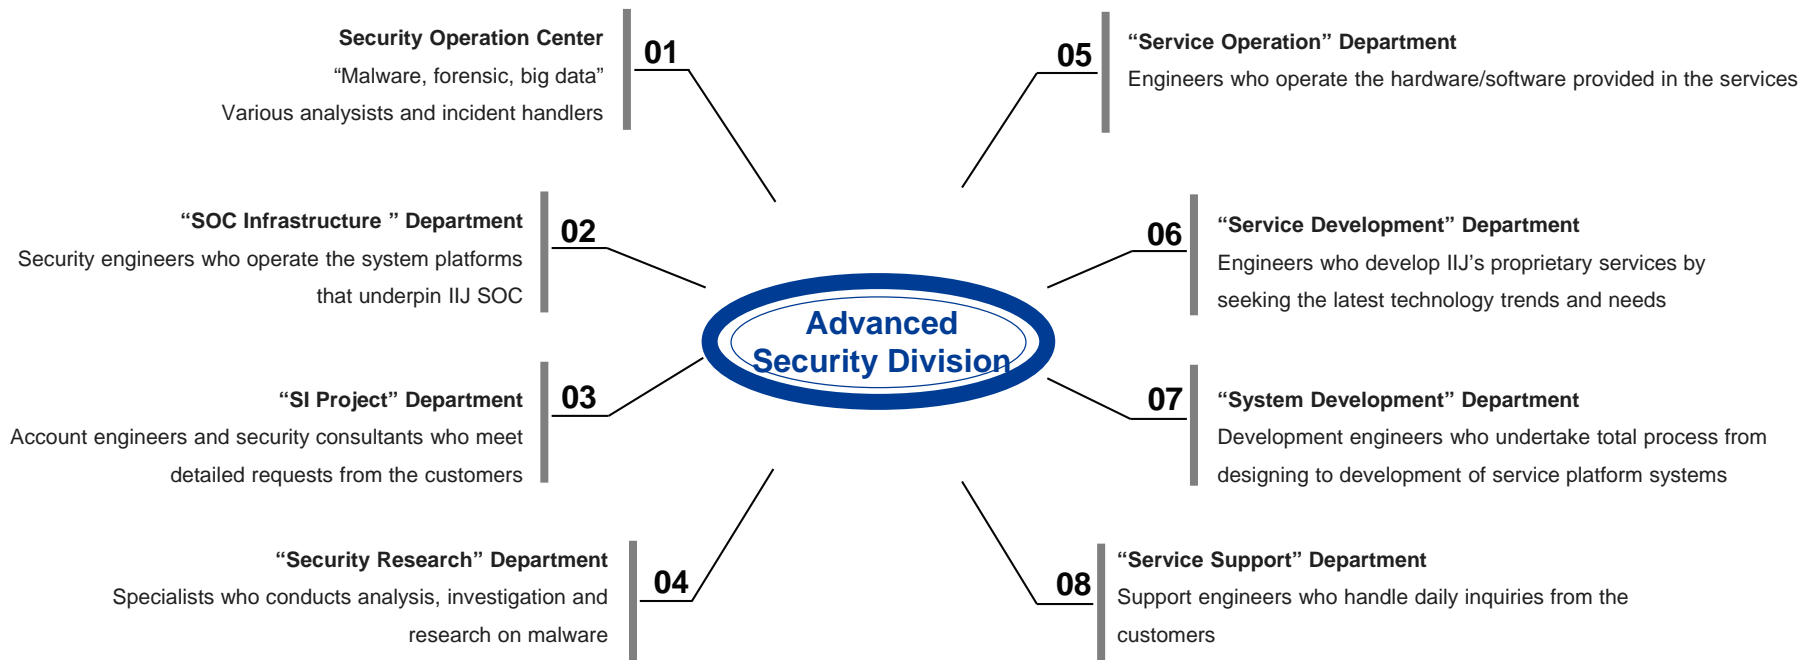 Security Operation Center
“Malware, forensic, big data”
Various analysists and incident handlers
01
“SOC Infrastructure ” Department
Security engineers who operate the system platforms
that underpin IIJ SOC
02
“SI Project” Department
Account engineers and security consultants who meet
detailed requests from the customers
03
“Security Research” Department
Specialists who conducts analysis, investigation and
research on malware
04
Advanced
Security Division
05
“Service Operation” Department
Engineers who operate the hardware/software provided in the services
06
“Service Development” Department
Engineers who develop IIJ’s proprietary services by
seeking the latest technology trends and needs
07
“System Development” Department
Development engineers who undertake total process from
designing to development of service platform systems
08
“Service Support” Department
Support engineers who handle daily inquiries from the
customers